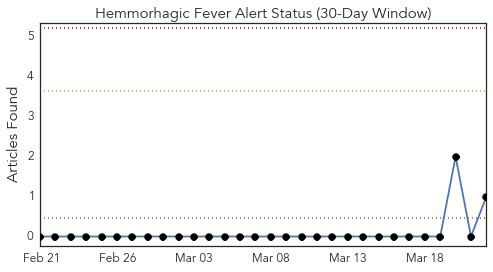 Hemmorhagic Fever Alert Status (30-Day Window)
Articles Found
5
4
3
2
1
0
Feb 21 Feb 26 Mar 03 Mar 08 Mar 13 Mar 18